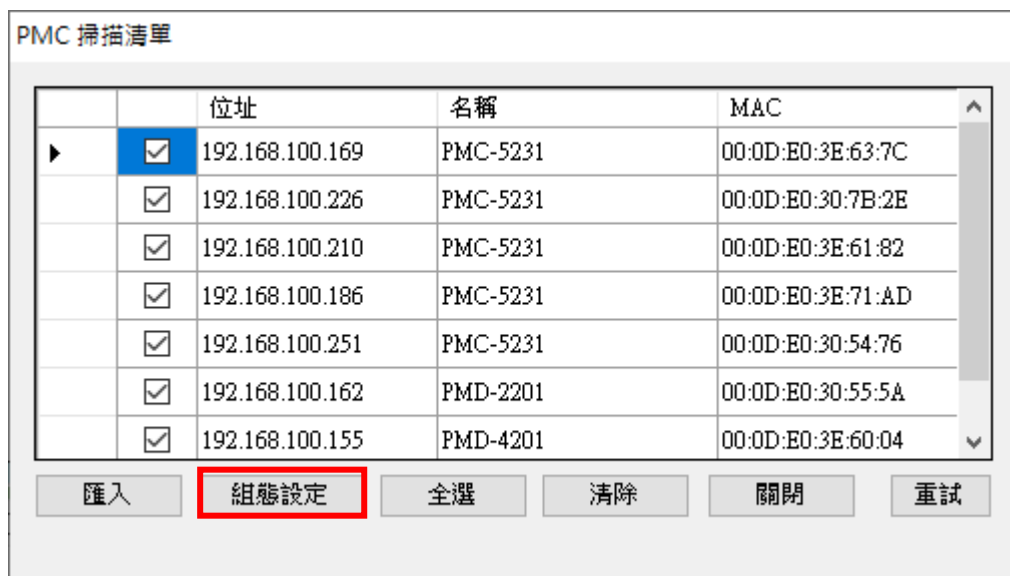 PMC 掃描清單
位址 名稱 MAC
192.168.100.169 PMC-5231 00:0D:E0:3E:63:7C
192.168.100.226 PMC-5231 00:0D:E0:30:7B:2E
192.168.100.210 PMC-5231 00:0D:E0:3E:61:82
192.168.100.186 PMC-5231 00:0D:E0:3E:71:AD
192.168.100.251 PMC-5231 00:0D:E0:30:54:76
192.168.100.162 PMD-2201 00:0D:E0:30:55:5A
192.168.100.155 PMD-4201 00:0D:E0:3E:60:04
匯入 組態設定 全選 清除 關閉 重試